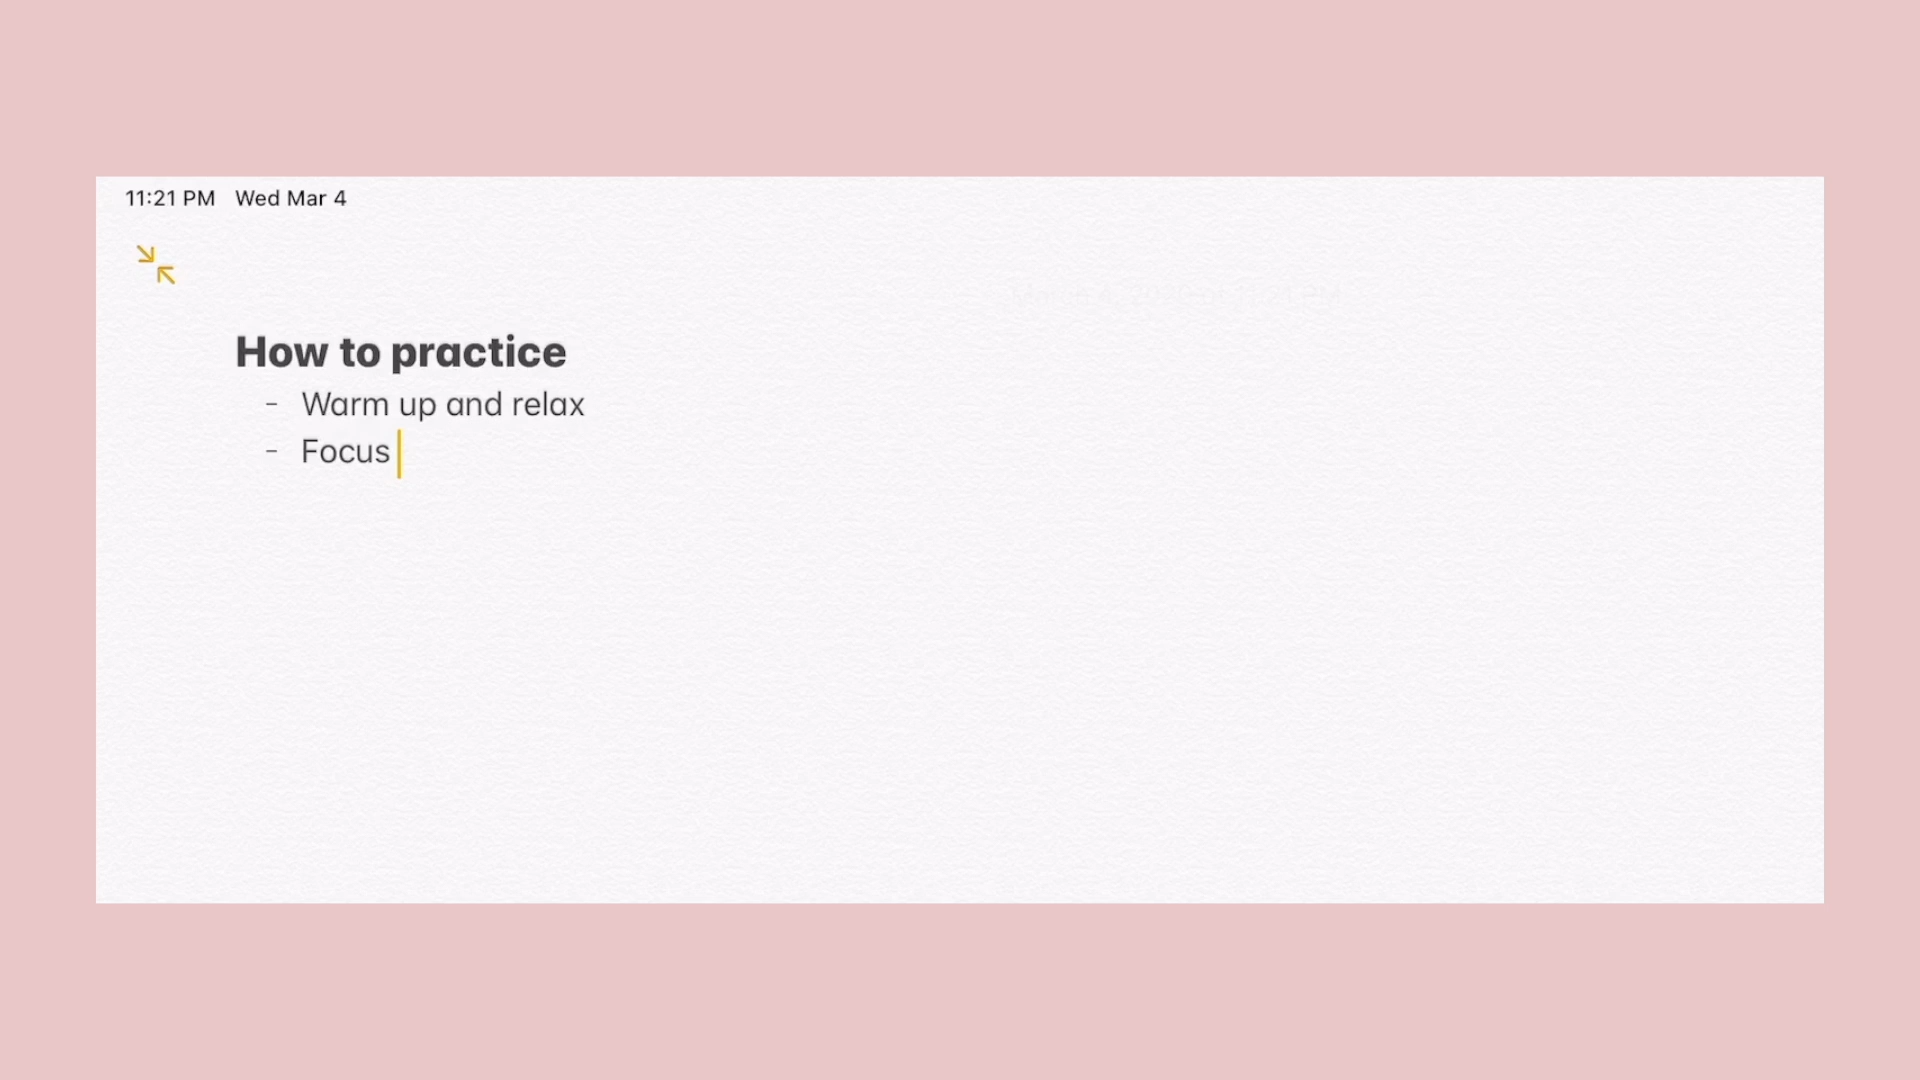 11:21 PM Wed Mar 4
How to practice
- Warm up and relax
- Focus